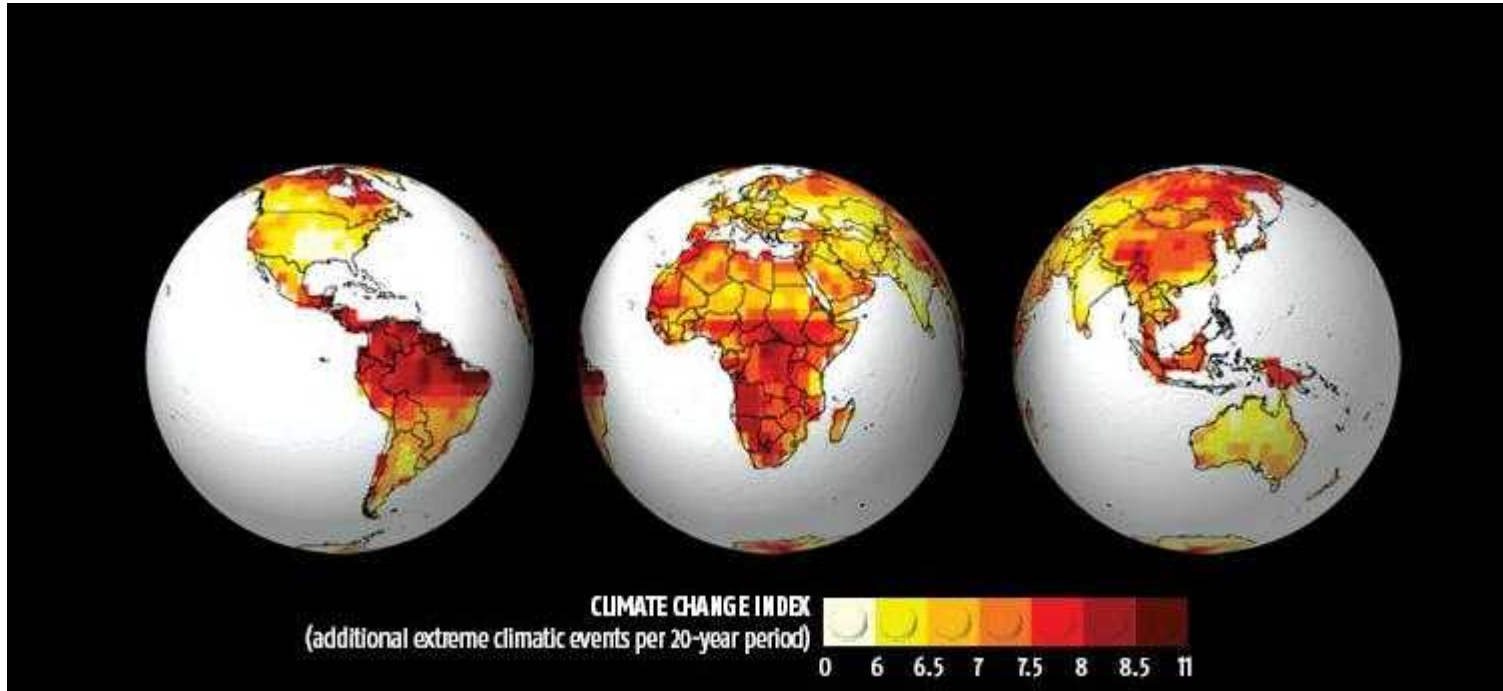 CLIMATE CHANGE INDEX
(additional extreme climatic events per 20-year period)
0 6 6.5 7 7.5 8 8.5 11